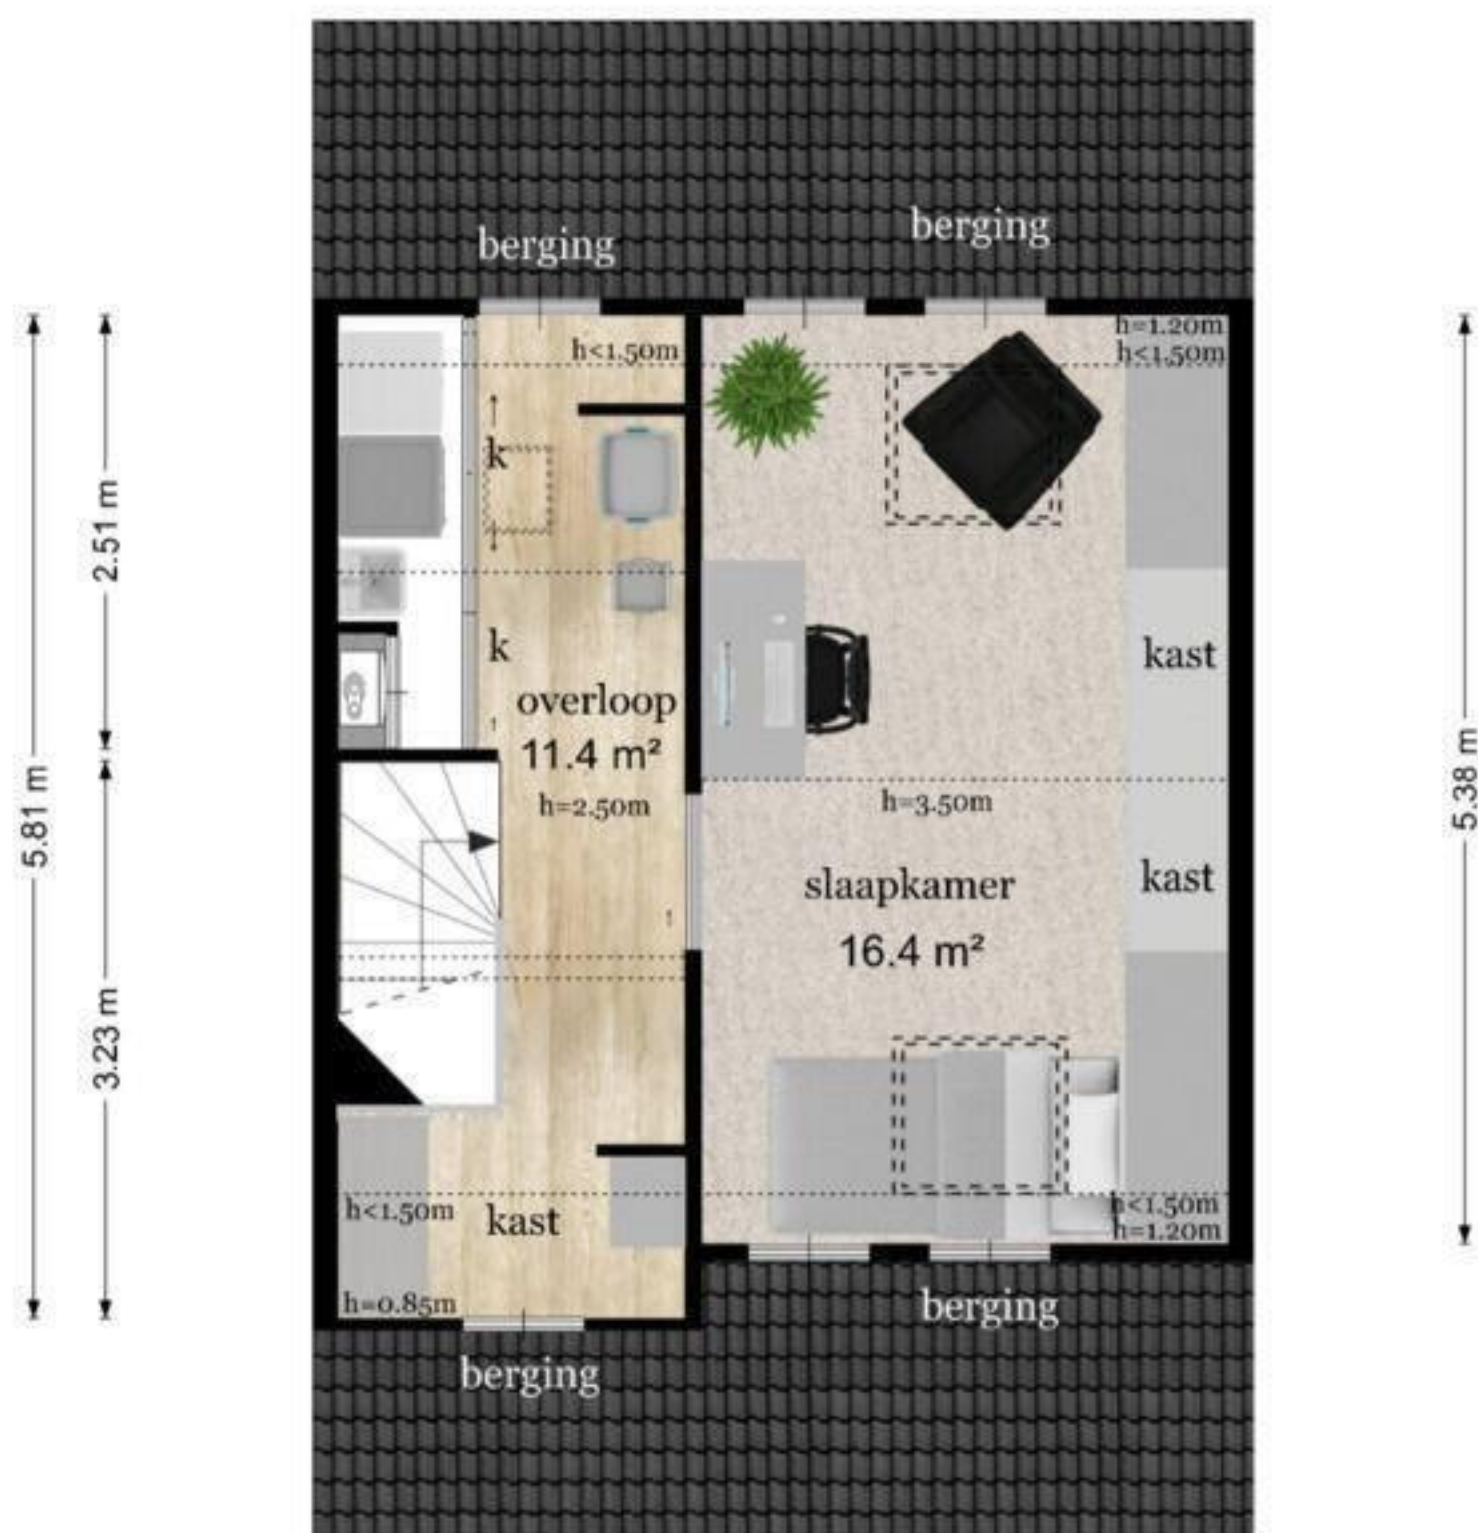 berging
berging
h<1.50m
h=1.20m
h<1.50m
k
k
2.51 m
overloop
11.4 m²
h=2.50m
kast
5.81 m
5.38 m
h=3.50m
slaapkamer
16.4 m²
kast
3.23 m
h<1.50m
kast
h<1.50m
h=1.20m
h=0.85m
berging
berging